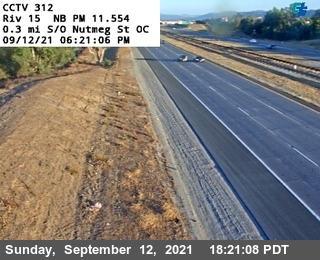 CCTV 312
Riv 15 NB PM 11.554
0.3 mi S/O Nutmeg St OC
09/12/21 06:21:06 PM
Sunday, September 12, 2021 18:21:08 PDT